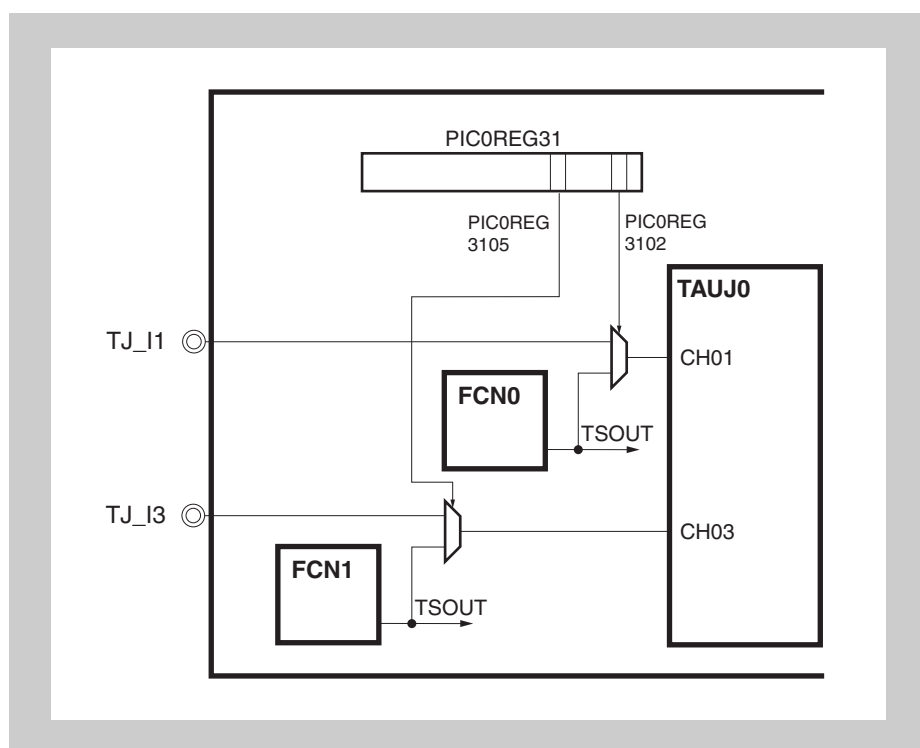 PIC0REG31
PIC0REG
3105
PIC0REG
3102
TAUJ0
TJ_I1
CH01
FCN0
TSOUT
TJ_I3
CH03
FCN1
TSOUT